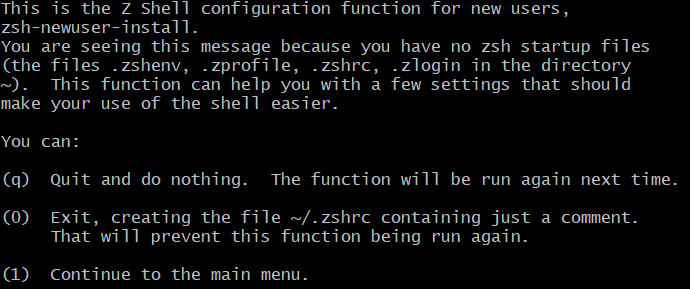 This is the Z Shell configuration function for new users,
zsh-newuser-install.
You are seeing this message because you have no zsh startup files
(the files .zshenv, .zprofile, .zshrc, .zlogin in the directory
~).  This function can help you with a few settings that should
make your use of the shell easier.

You can:

(q)  Quit and do nothing.  The function will be run again next time.

(0)  Exit, creating the file ~/.zshrc containing just a comment.
     That will prevent this function being run again.

(1)  Continue to the main menu.